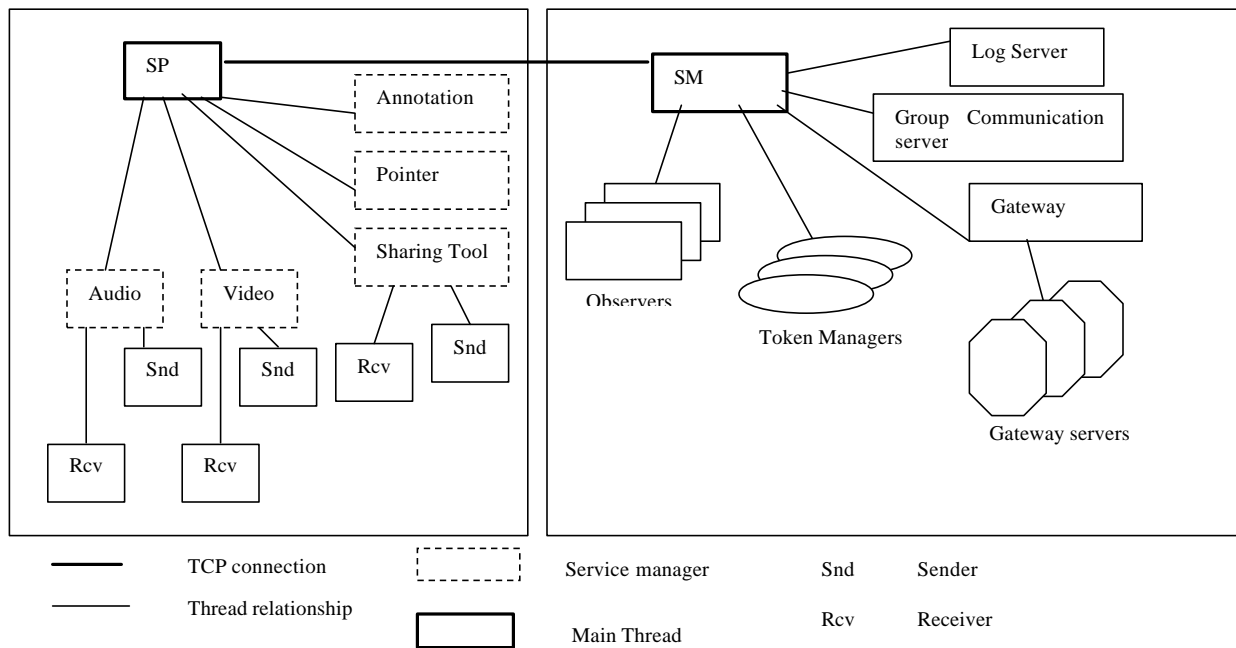 SP
Annotation
Pointer
Sharing Tool
Audio
Video
Snd
Snd
Rcv
Snd
Rcv
Rcv
SM
Log Server
Group Communication
server
Gateway
Observers
Token Managers
Gateway servers
TCP connection
Thread relationship
Service manager
Main Thread
Snd Sender
Rcv Receiver